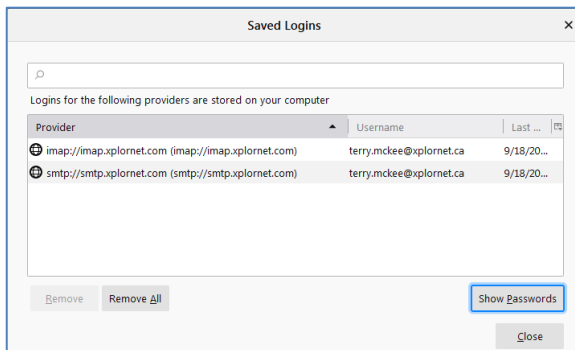 Saved Logins
Logins for the following providers are stored on your computer
Provider Username Last ...
imap://imap.xplornet.com (imap://imap.xplornet.com) terry.mckee@xplornet.ca 9/18/20...
smtp://smtp.xplornet.com (smtp://smtp.xplornet.com) terry.mckee@xplornet.ca 9/18/20...
Remove Remove All Show Passwords
Close